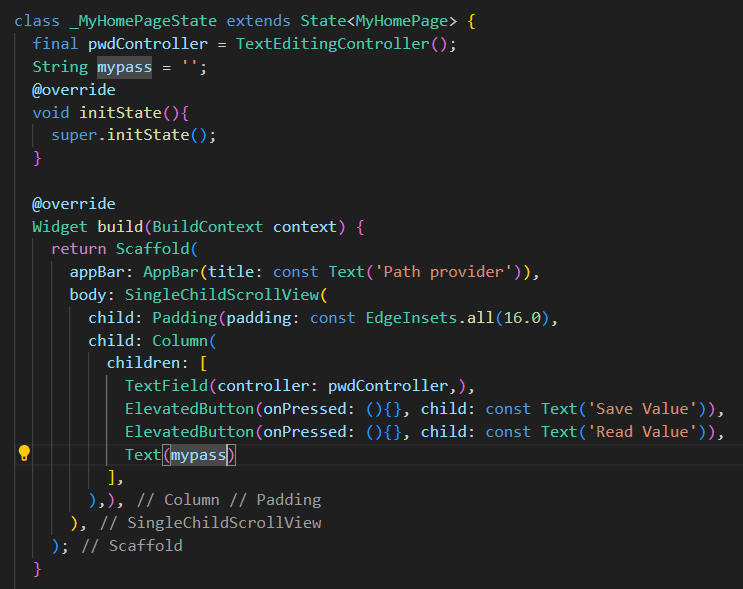 class _MyHomePageState extends State<MyHomePage> {
  final pwdController = TextEditingController();
  String mypass = '';
  @override
  void initState(){
    super.initState();
  }

  @override
  Widget build(BuildContext context) {
    return Scaffold(
      appBar: AppBar(title: const Text('Path provider')),
      body: SingleChildScrollView(
        child: Padding(padding: const EdgeInsets.all(16.0),
        child: Column(
          children: [
            TextField(controller: pwdController,),
            ElevatedButton(onPressed: (){}, child: const Text('Save Value')),
            ElevatedButton(onPressed: (){}, child: const Text('Read Value')),
            Text(mypass)
          ],
        ),), // Column // Padding
      ), // SingleChildScrollView
    ); // Scaffold
  }